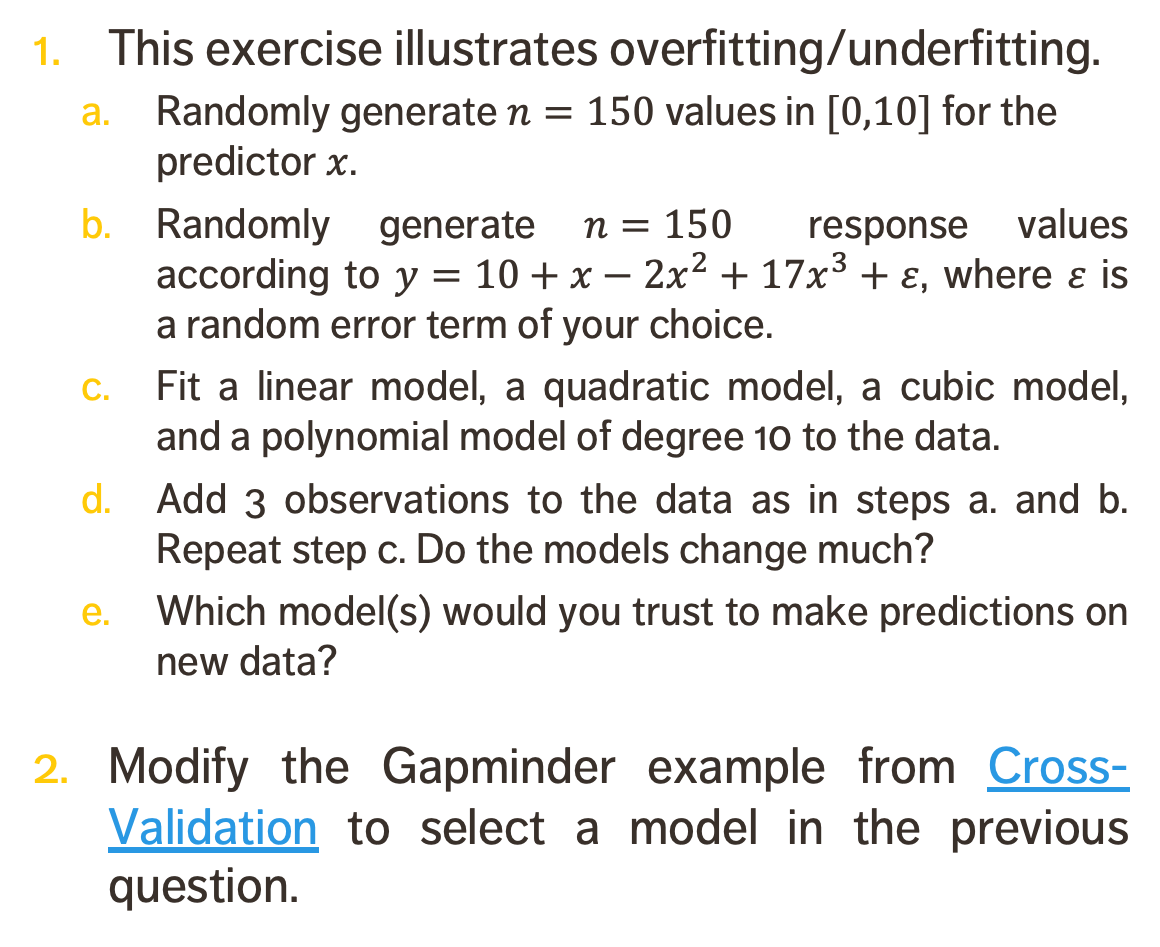 1. This exercise illustrates overfitting/underfitting.
a. Randomly generate n = 150 values in [0,10] for the
predictor x.
b. Randomly generate n = 150 response values
according to y = 10 + x − 2x² + 17x³ + ε, where ε is
a random error term of your choice.
c. Fit a linear model, a quadratic model, a cubic model,
and a polynomial model of degree 10 to the data.
d. Add 3 observations to the data as in steps a. and b.
Repeat step c. Do the models change much?
e. Which model(s) would you trust to make predictions on
new data?
2. Modify the Gapminder example from Cross-
Validation to select a model in the previous
question.